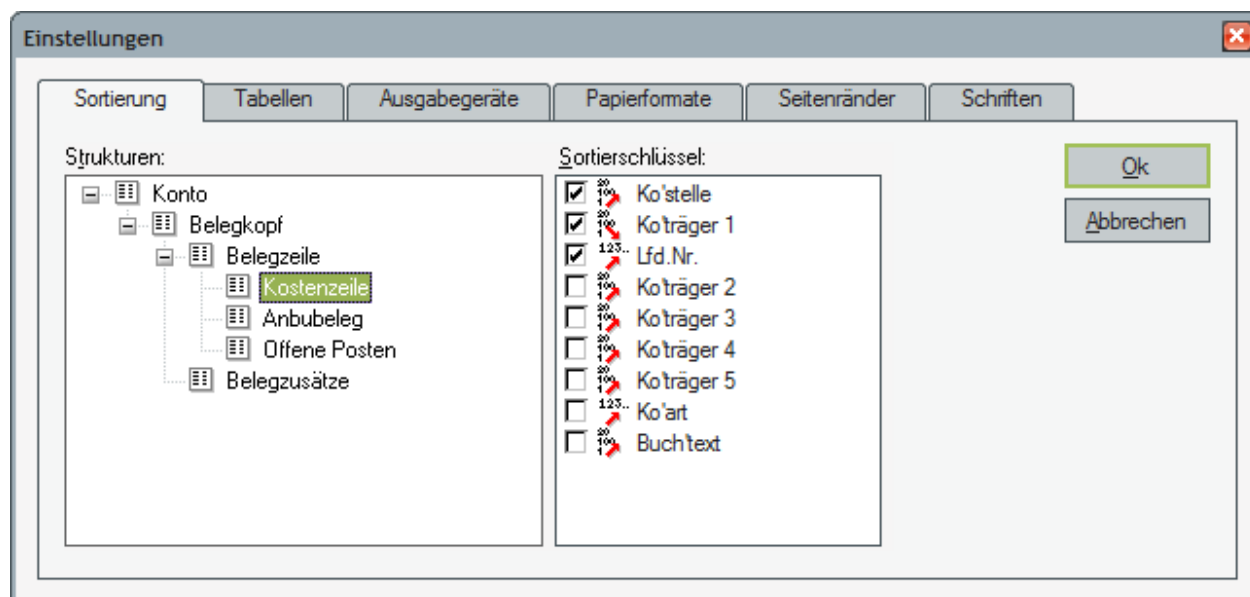 Einstellungen
Sortierung Tabellen Ausgabegeräte Papierformate Seitenränder Schriften
Strukturen:
Konto
Belegkopf
Belegzeile
Kostenzeile
Anbubeleg
Offene Posten
Belegzusätze
Sortierschlüssel:
Ko'stelle
Ko'träger 1
123.. Lfd.Nr.
Ko'träger 2
Ko'träger 3
Ko'träger 4
Ko'träger 5
123.. Ko'art
Buch'text
Ok
Abbrechen